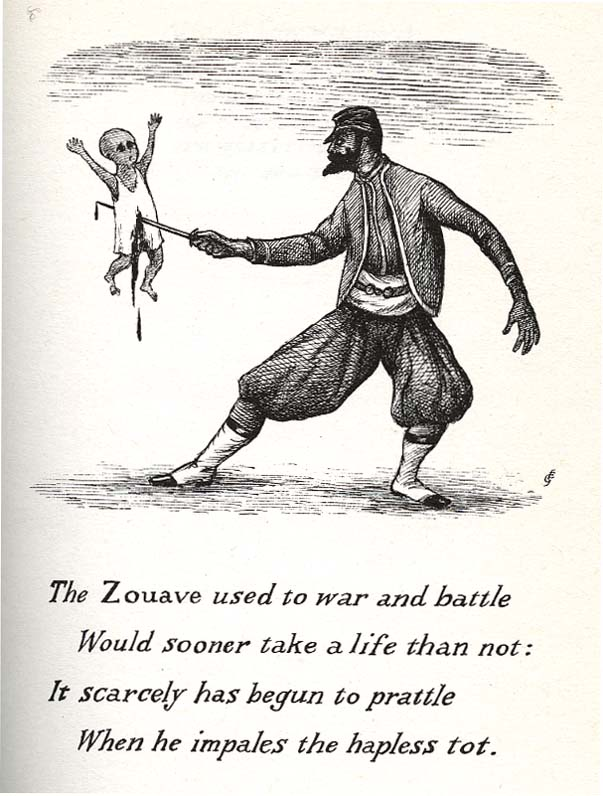 The Zouave used to war and battle
Would sooner take a life than not:
It scarcely has begun to prattle
When he impales the hapless tot.